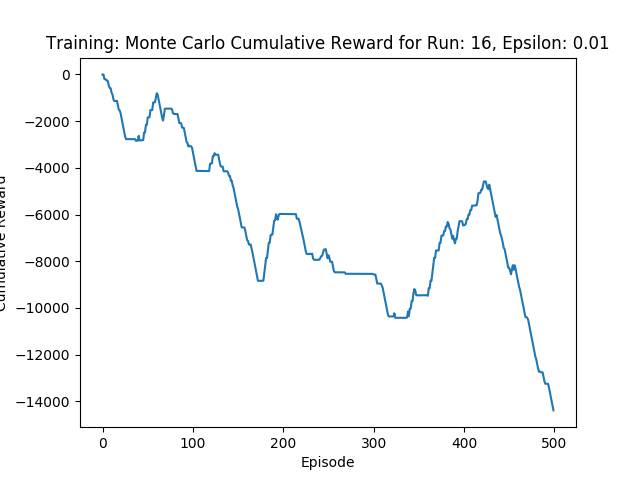 Training: Monte Carlo Cumulative Reward for Run: 16, Epsilon: 0.01
Cumulative Reward
0
−2000
−4000
−6000
−8000
−10000
−12000
−14000
0 100 200 300 400 500
Episode